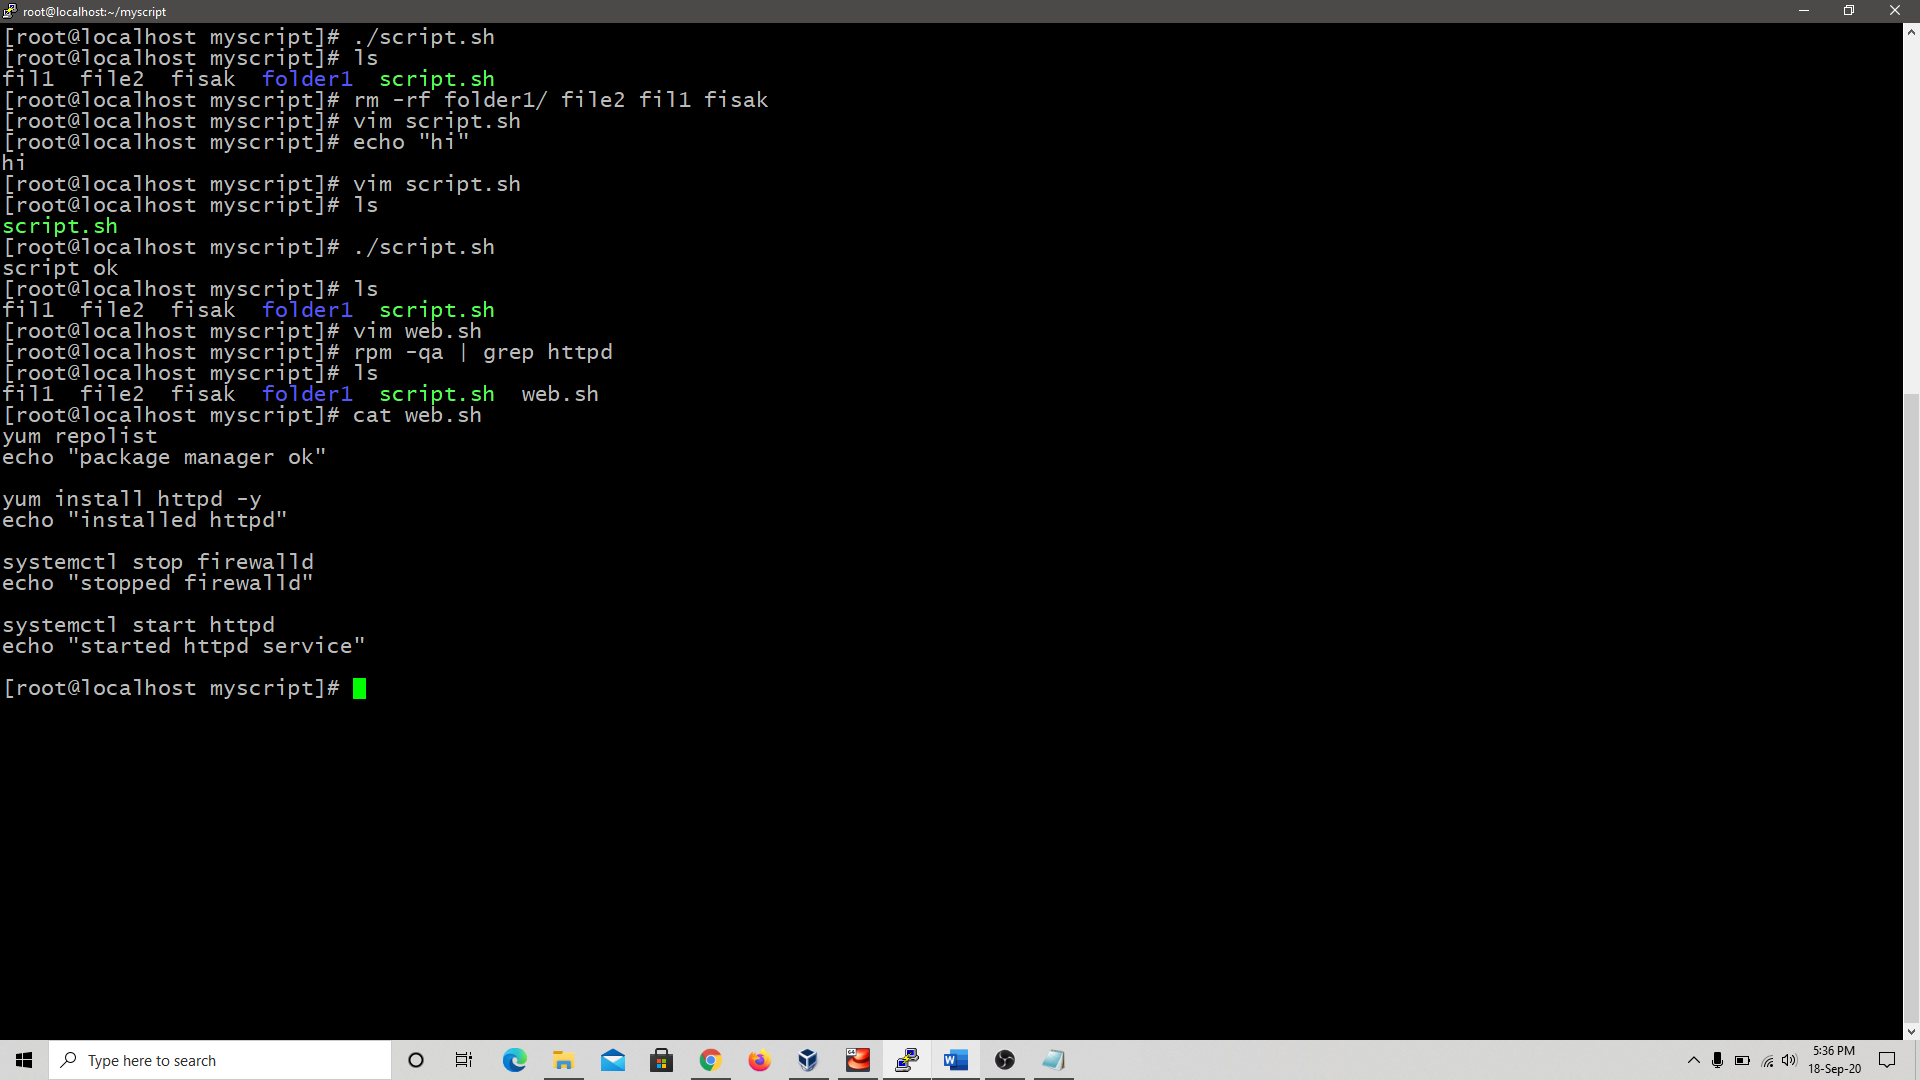 root@localhost:~/myscript
[root@localhost myscript]# ./script.sh
[root@localhost myscript]# ls
fil1  file2  fisak  folder1  script.sh
[root@localhost myscript]# rm -rf folder1/ file2 fil1 fisak
[root@localhost myscript]# vim script.sh
[root@localhost myscript]# echo "hi"
hi
[root@localhost myscript]# vim script.sh
[root@localhost myscript]# ls
script.sh
[root@localhost myscript]# ./script.sh
script ok
[root@localhost myscript]# ls
fil1  file2  fisak  folder1  script.sh
[root@localhost myscript]# vim web.sh
[root@localhost myscript]# rpm -qa | grep httpd
[root@localhost myscript]# ls
fil1  file2  fisak  folder1  script.sh  web.sh
[root@localhost myscript]# cat web.sh
yum repolist
echo "package manager ok"
yum install httpd -y
echo "installed httpd"
systemctl stop firewalld
echo "stopped firewalld"
systemctl start httpd
echo "started httpd service"
[root@localhost myscript]#
Type here to search
64
W
5:36 PM
18-Sep-20